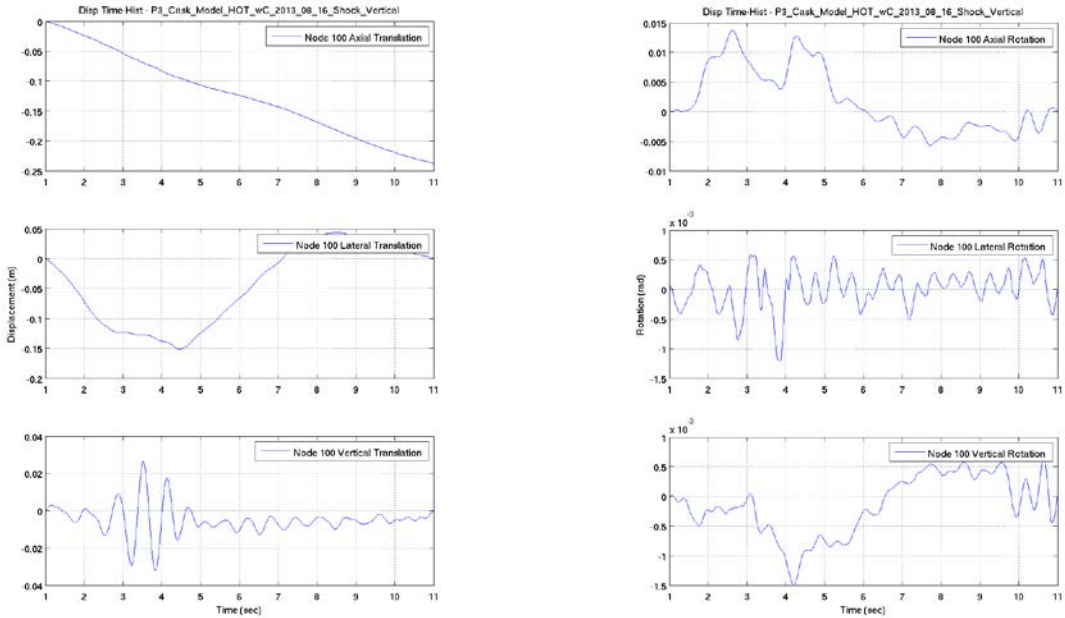 Disp Time-Hist - P3_Cask_Model_HOT_wC_2013_08_16_Shock_Vertical
Node 100 Axial Translation
0
-0.05
-0.1
-0.15
-0.2
-0.25
1 2 3 4 5 6 7 8 9 10 11
Node 100 Lateral Translation
Displacement (m)
0.05
0
-0.05
-0.1
-0.15
-0.2
1 2 3 4 5 6 7 8 9 10 11
Node 100 Vertical Translation
0.04
0.02
0
-0.02
-0.04
1 2 3 4 5 6 7 8 9 10 11
Time (sec)
Disp Time-Hist - P3_Cask_Model_HOT_wC_2013_08_16_Shock_Vertical
Node 100 Axial Rotation
0.015
0.01
0.005
0
-0.005
-0.01
1 2 3 4 5 6 7 8 9 10 11
x 10
-3
Node 100 Lateral Rotation
Rotation (rad)
1
0.5
0
-0.5
-1
-1.5
1 2 3 4 5 6 7 8 9 10 11
x 10
-3
Node 100 Vertical Rotation
1
0.5
0
-0.5
-1
-1.5
1 2 3 4 5 6 7 8 9 10 11
Time (sec)